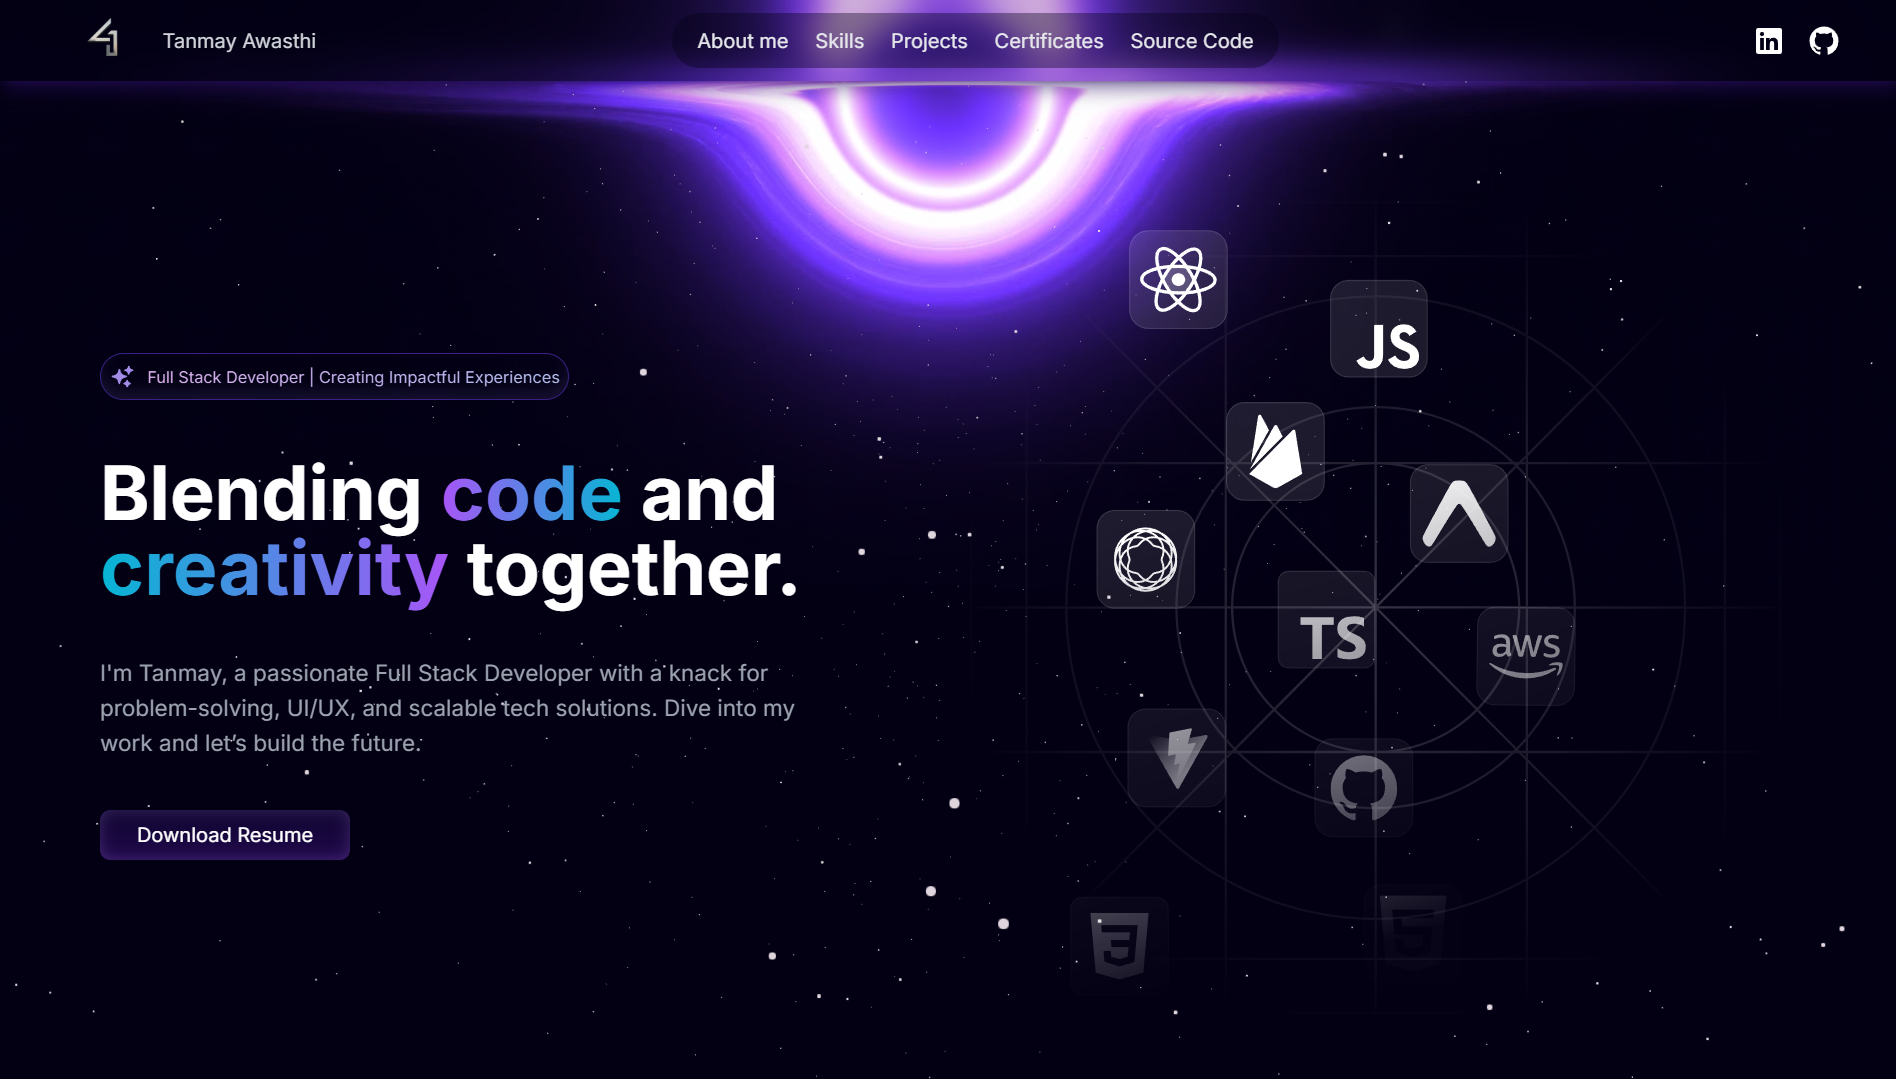 Tanmay Awasthi
About me
Skills
Projects
Certificates
Source Code
Full Stack Developer | Creating Impactful Experiences
Blending code and
creativity together.
I'm Tanmay, a passionate Full Stack Developer with a knack for
problem-solving, UI/UX, and scalable tech solutions. Dive into my
work and let’s build the future.
Download Resume
JS
TS
aws